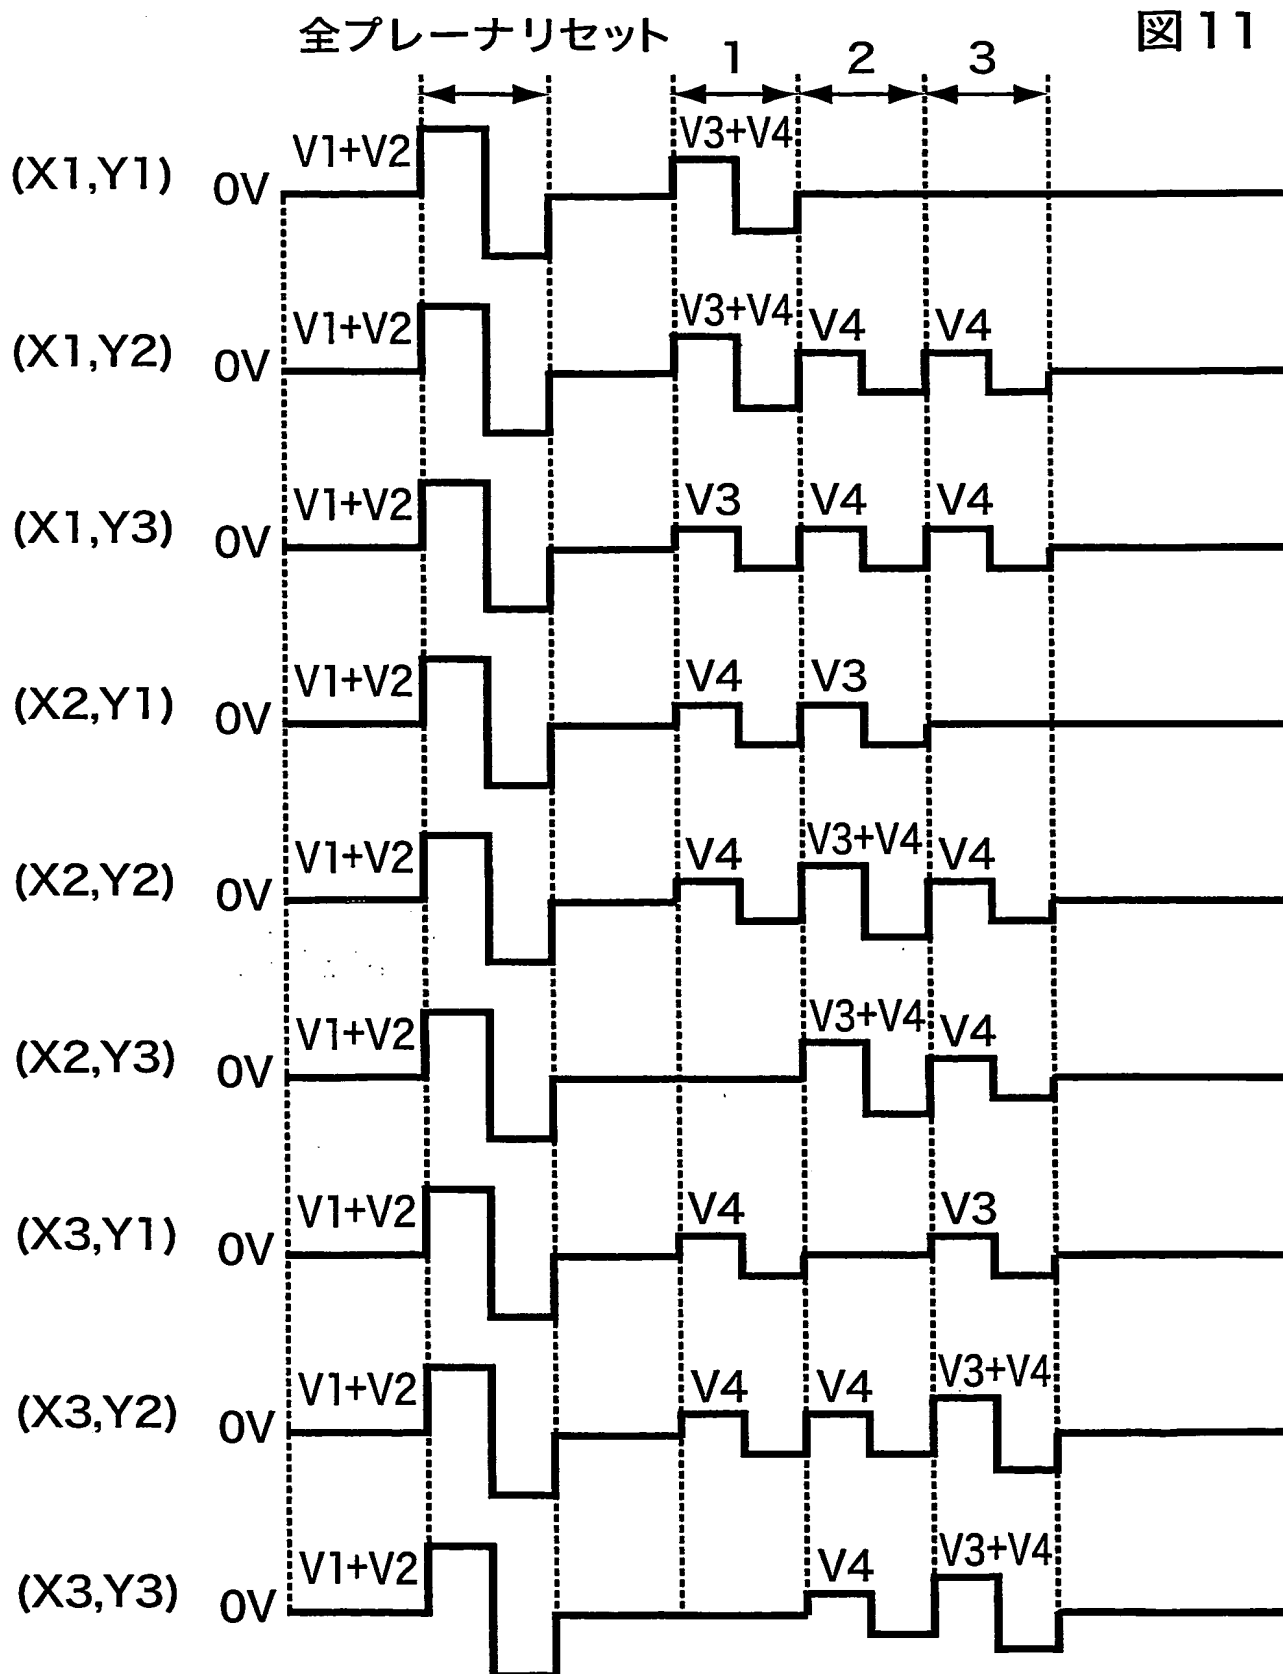 図11
全プレーナリセット
1 2 3
(X1,Y1) 0V V1+V2 V3+V4
(X1,Y2) 0V V1+V2 V3+V4 V4 V4
(X1,Y3) 0V V1+V2 V3 V4 V4
(X2,Y1) 0V V1+V2 V4 V3
(X2,Y2) 0V V1+V2 V4 V3+V4 V4
(X2,Y3) 0V V1+V2 V3+V4 V4
(X3,Y1) 0V V1+V2 V4 V3
(X3,Y2) 0V V1+V2 V4 V4 V3+V4
(X3,Y3) 0V V1+V2 V4 V3+V4